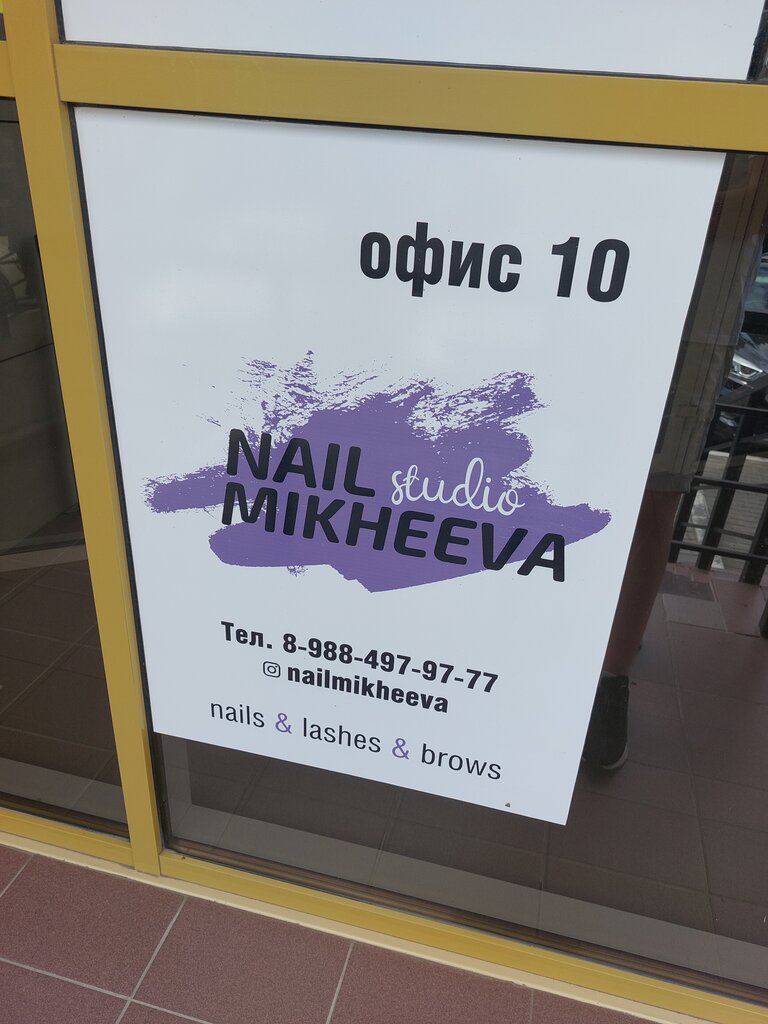 офис 10
NAIL studio
MIKHEEVA
Тел. 8-988-497-97-77
nailmikheeva
nails & lashes & brows